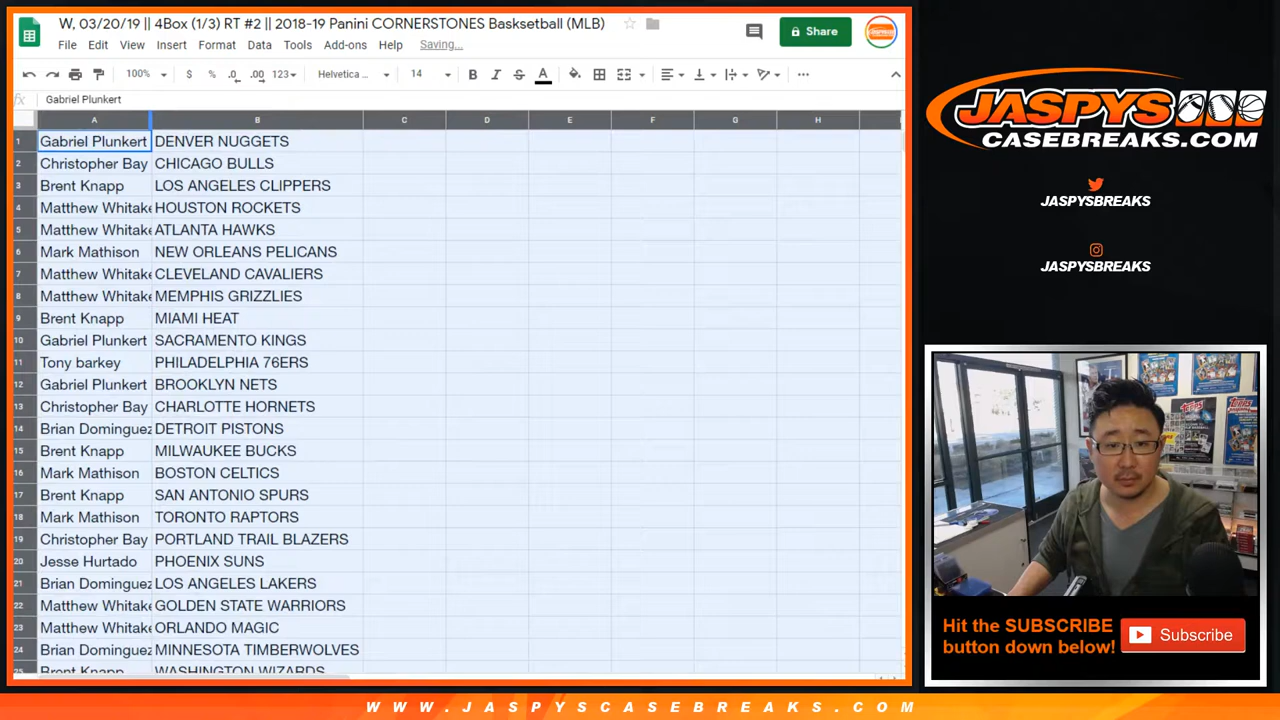 W, 03/20/19 || 4Box (1/3) RT #2 || 2018-19 Panini CORNERSTONES Basksetball (MLB)
File Edit View Insert Format Data Tools Add-ons Help Saving...
Share
100% $ % .0 .00 123 Helvetica ... 14 B I S A
fx Gabriel Plunkert
A B C D E F G H
1 Gabriel Plunkert DENVER NUGGETS
2 Christopher Bay CHICAGO BULLS
3 Brent Knapp LOS ANGELES CLIPPERS
4 Matthew Whitake HOUSTON ROCKETS
5 Matthew Whitake ATLANTA HAWKS
6 Mark Mathison NEW ORLEANS PELICANS
7 Matthew Whitake CLEVELAND CAVALIERS
8 Matthew Whitake MEMPHIS GRIZZLIES
9 Brent Knapp MIAMI HEAT
10 Gabriel Plunkert SACRAMENTO KINGS
11 Tony barkey PHILADELPHIA 76ERS
12 Gabriel Plunkert BROOKLYN NETS
13 Christopher Bay CHARLOTTE HORNETS
14 Brian Dominguez DETROIT PISTONS
15 Brent Knapp MILWAUKEE BUCKS
16 Mark Mathison BOSTON CELTICS
17 Brent Knapp SAN ANTONIO SPURS
18 Mark Mathison TORONTO RAPTORS
19 Christopher Bay PORTLAND TRAIL BLAZERS
20 Jesse Hurtado PHOENIX SUNS
21 Brian Dominguez LOS ANGELES LAKERS
22 Matthew Whitake GOLDEN STATE WARRIORS
23 Matthew Whitake ORLANDO MAGIC
24 Brian Dominguez MINNESOTA TIMBERWOLVES
25 Brent Knapp WASHINGTON WIZARDS
JASPYS
CASEBREAKS.COM
JASPYSBREAKS
JASPYSBREAKS
Topps
Topps
Hit the SUBSCRIBE
button down below!
Subscribe
WWW.JASPYSCASEBREAKS.COM